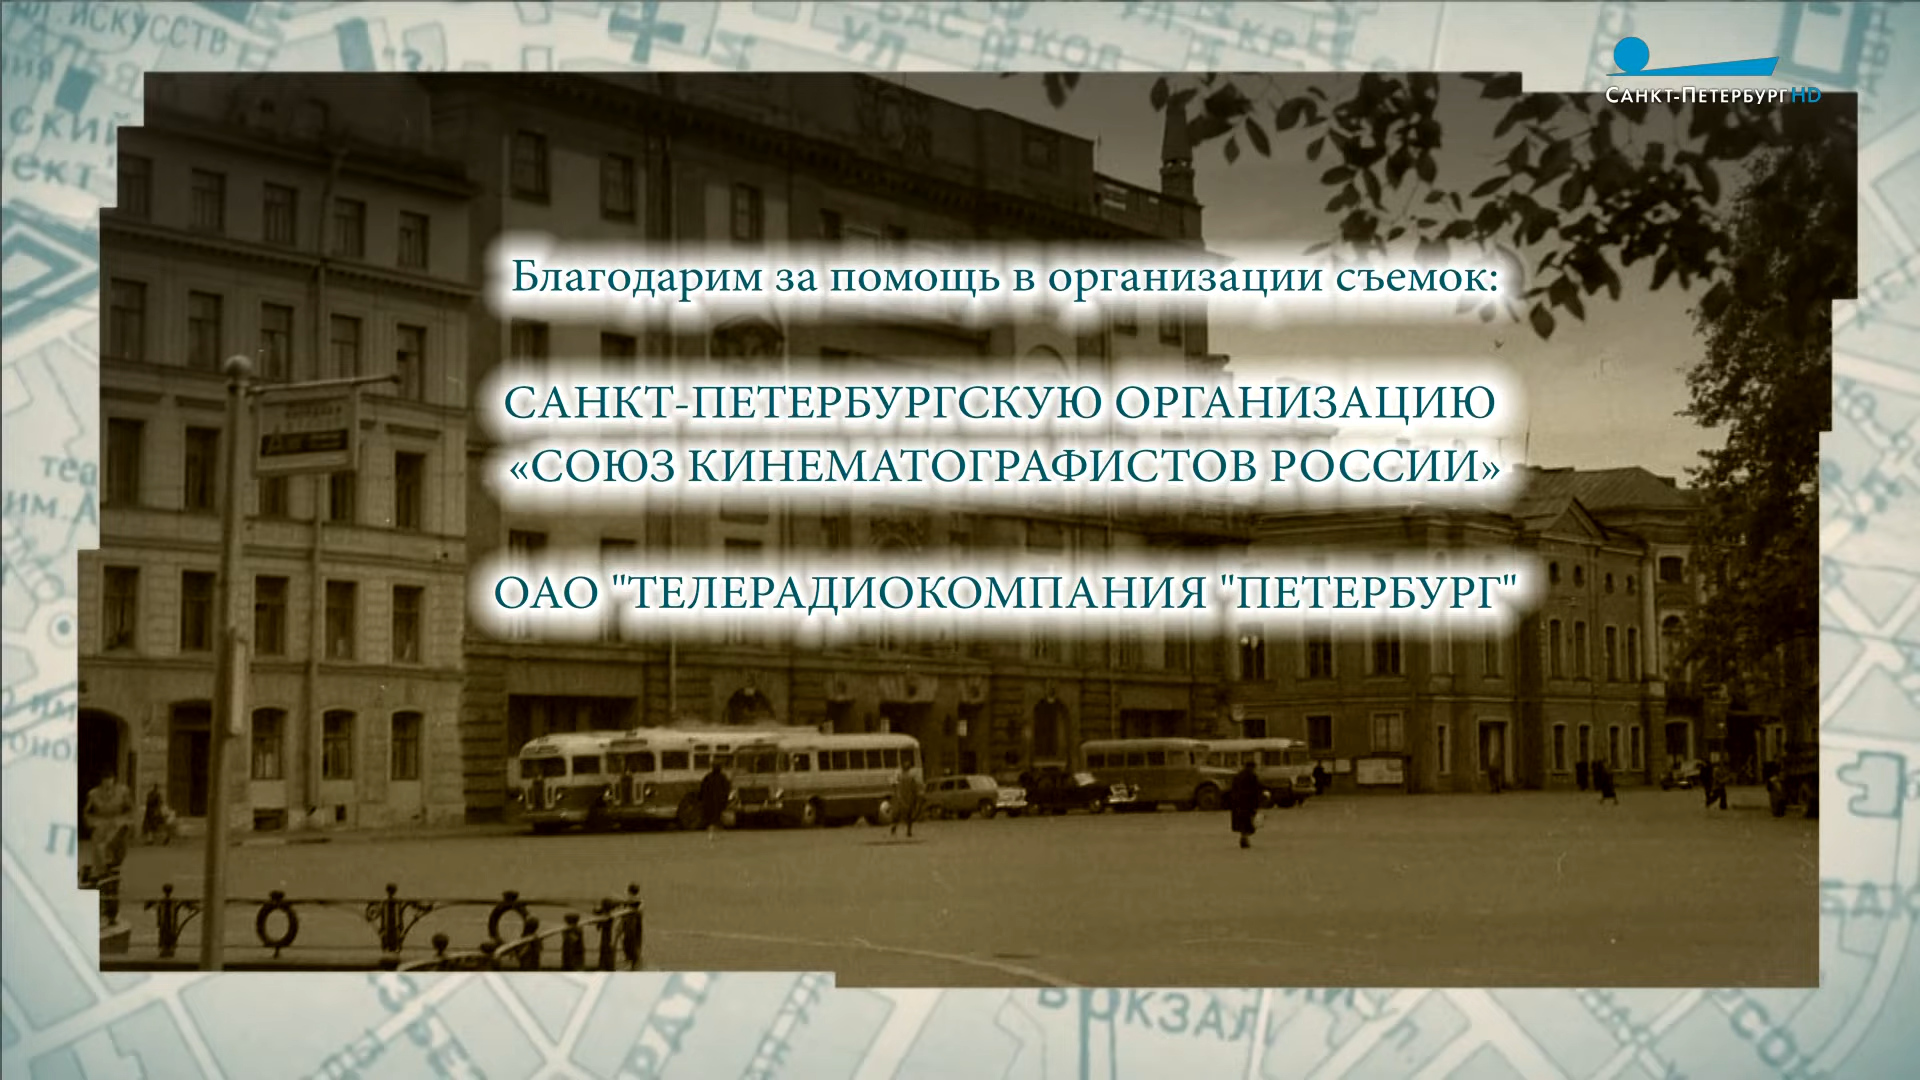 САНКТ-ПЕТЕРБУРГ HD
Благодарим за помощь в организации съемок:
САНКТ-ПЕТЕРБУРГСКУЮ ОРГАНИЗАЦИЮ
«СОЮЗ КИНЕМАТОГРАФИСТОВ РОССИИ»
ОАО "ТЕЛЕРАДИОКОМПАНИЯ "ПЕТЕРБУРГ"